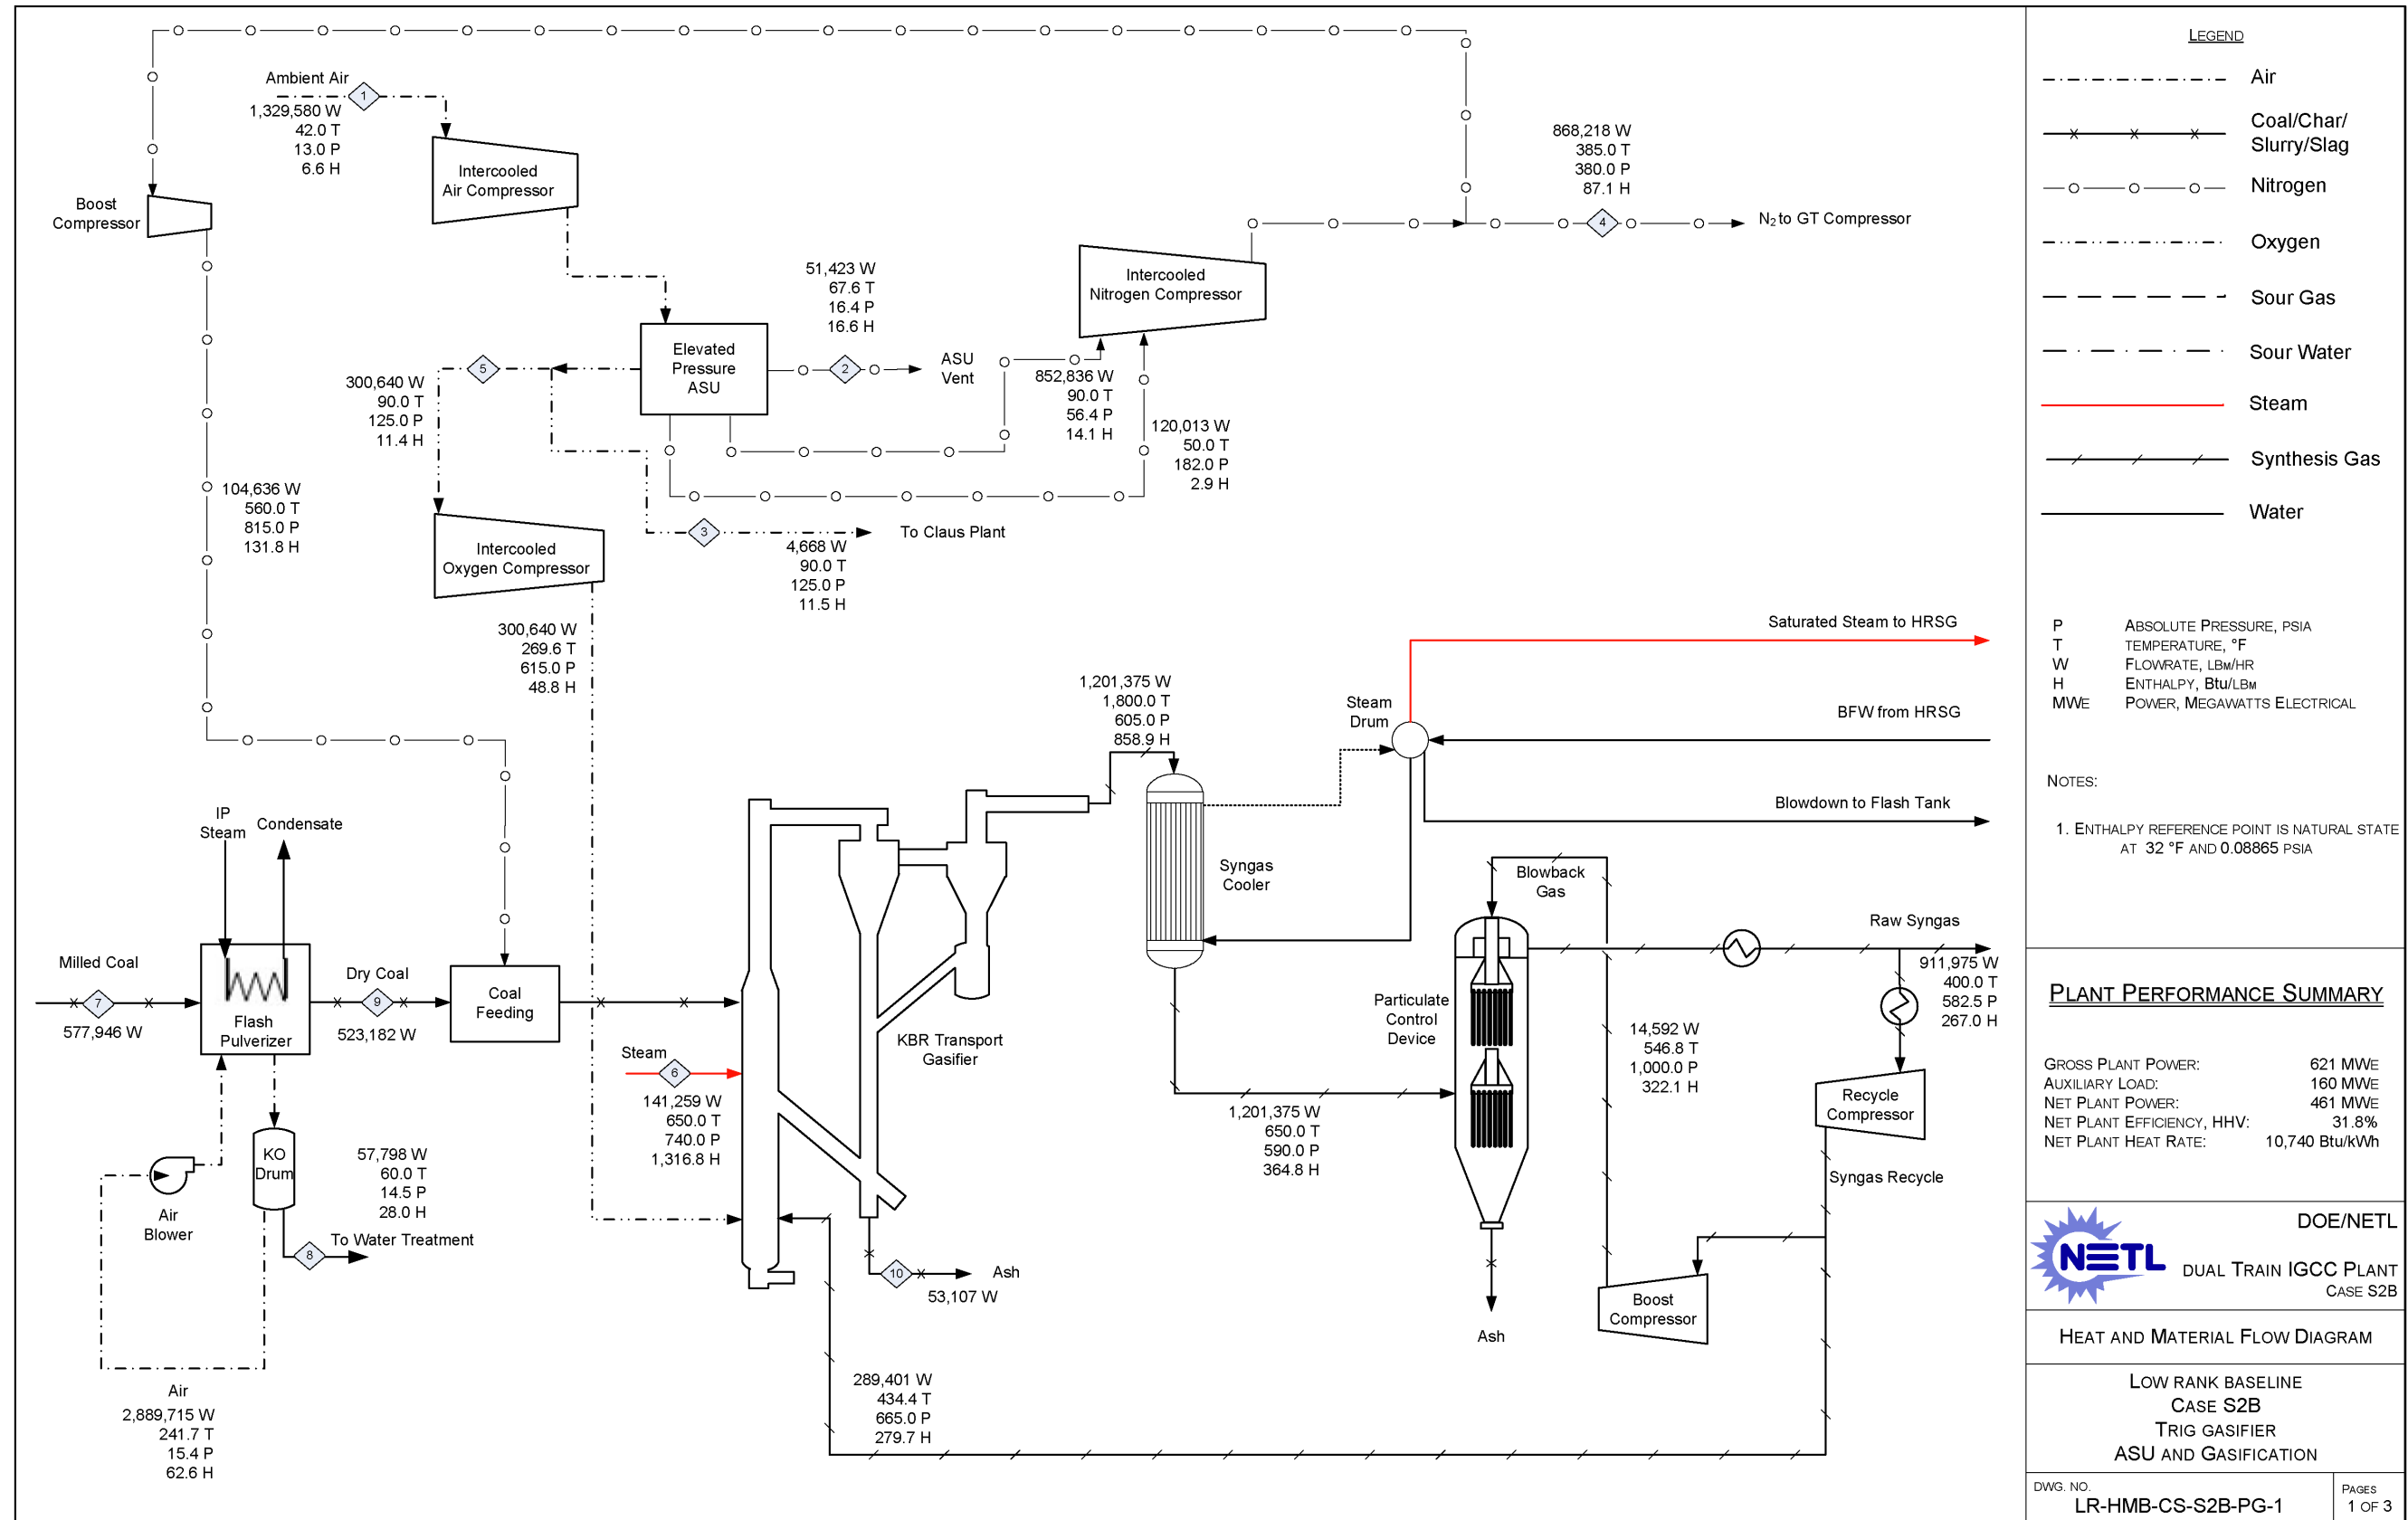 Ambient Air
1
1,329,580 W
42.0 T
13.0 P
6.6 H
Intercooled
Air Compressor
Boost
Compressor
868,218 W
385.0 T
380.0 P
87.1 H
4
N2 to GT Compressor
Intercooled
Nitrogen Compressor
51,423 W
67.6 T
16.4 P
16.6 H
2
ASU
Vent
Elevated
Pressure
ASU
5
300,640 W
90.0 T
125.0 P
11.4 H
852,836 W
90.0 T
56.4 P
14.1 H
120,013 W
50.0 T
182.0 P
2.9 H
104,636 W
560.0 T
815.0 P
131.8 H
Intercooled
Oxygen Compressor
3
To Claus Plant
4,668 W
90.0 T
125.0 P
11.5 H
300,640 W
269.6 T
615.0 P
48.8 H
1,201,375 W
1,800.0 T
605.0 P
858.9 H
Saturated Steam to HRSG
Steam
Drum
BFW from HRSG
Blowdown to Flash Tank
Syngas
Cooler
IP
Steam
Condensate
Milled Coal
7
577,946 W
Flash
Pulverizer
Dry Coal
9
523,182 W
Coal
Feeding
Steam
6
141,259 W
650.0 T
740.0 P
1,316.8 H
KBR Transport
Gasifier
Blowback
Gas
Particulate
Control
Device
Raw Syngas
911,975 W
400.0 T
582.5 P
267.0 H
14,592 W
546.8 T
1,000.0 P
322.1 H
Recycle
Compressor
1,201,375 W
650.0 T
590.0 P
364.8 H
Syngas Recycle
KO
Drum
57,798 W
60.0 T
14.5 P
28.0 H
Air
Blower
8
To Water Treatment
10
Ash
53,107 W
Boost
Compressor
Ash
289,401 W
434.4 T
665.0 P
279.7 H
Air
2,889,715 W
241.7 T
15.4 P
62.6 H
LEGEND
Air
Coal/Char/
Slurry/Slag
Nitrogen
Oxygen
Sour Gas
Sour Water
Steam
Synthesis Gas
Water
P ABSOLUTE PRESSURE, PSIA
T TEMPERATURE, °F
W FLOWRATE, LBM/HR
H ENTHALPY, Btu/LBM
MWE POWER, MEGAWATTS ELECTRICAL
NOTES:
1. ENTHALPY REFERENCE POINT IS NATURAL STATE
AT 32 °F AND 0.08865 PSIA
PLANT PERFORMANCE SUMMARY
GROSS PLANT POWER: 621 MWE
AUXILIARY LOAD: 160 MWE
NET PLANT POWER: 461 MWE
NET PLANT EFFICIENCY, HHV: 31.8%
NET PLANT HEAT RATE: 10,740 Btu/kWh
NETL
DOE/NETL
DUAL TRAIN IGCC PLANT
CASE S2B
HEAT AND MATERIAL FLOW DIAGRAM
LOW RANK BASELINE
CASE S2B
TRIG GASIFIER
ASU AND GASIFICATION
DWG. NO.
LR-HMB-CS-S2B-PG-1
PAGES
1 OF 3